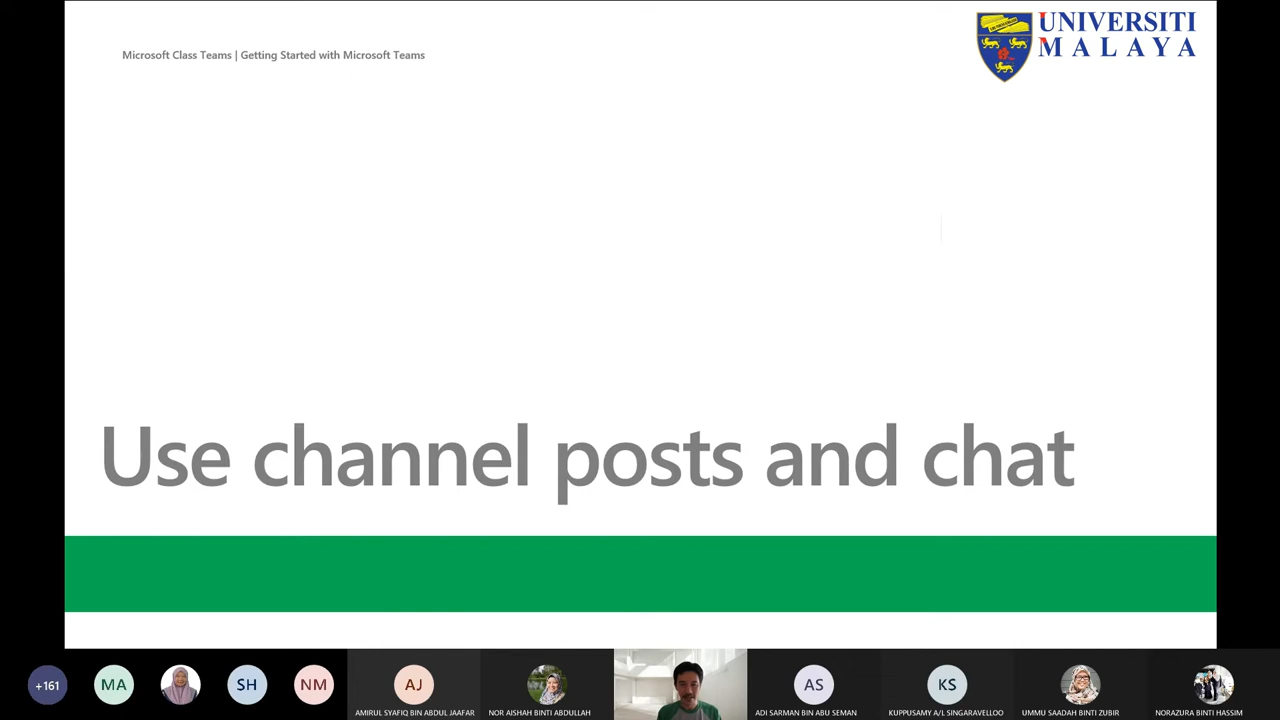 UNIVERSITI
MALAYA
Microsoft Class Teams | Getting Started with Microsoft Teams
Use channel posts and chat
+161
MA
SH
NM
AJ
AS
KS
AMIRUL SYAFIQ BIN ABDUL JAAFAR
NOR AISHAH BINTI ABDULLAH
ADI SARMAN BIN ABU SEMAN
KUPPUSAMY A/L SINGARAVELLOO
UMMU SAADAH BINTI ZUBIR
NORAZURA BINTI HASSIM